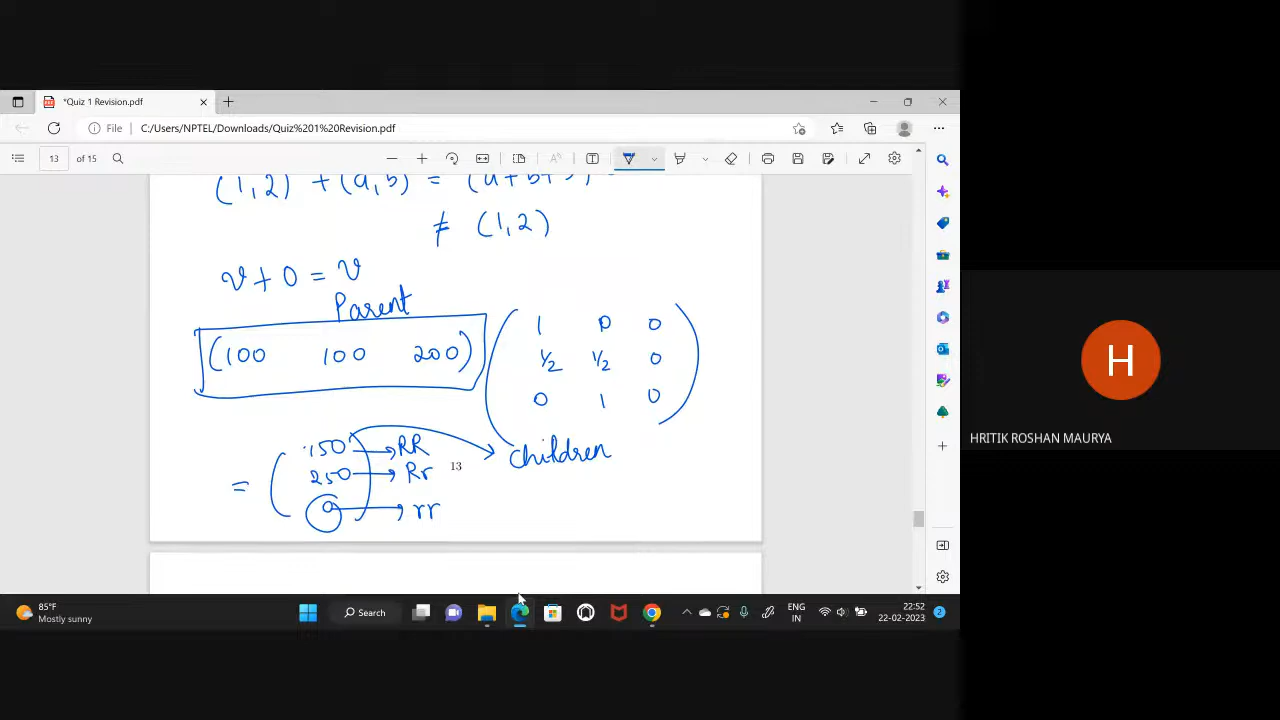 *Quiz 1 Revision.pdf
File C:/Users/NPTEL/Downloads/Quiz%201%20Revision.pdf
13 of 15
(1,2) + (a,b) =
≠ (1,2)
v + 0 = v
Parent
(100 100 200)
1 0 0
1/2 1/2 0
0 1 0
= 150 → RR
250 → Rr
0 → rr
children
13
HRITIK ROSHAN MAURYA
H
85°F
Mostly sunny
Search
ENG
IN
22:52
22-02-2023
2